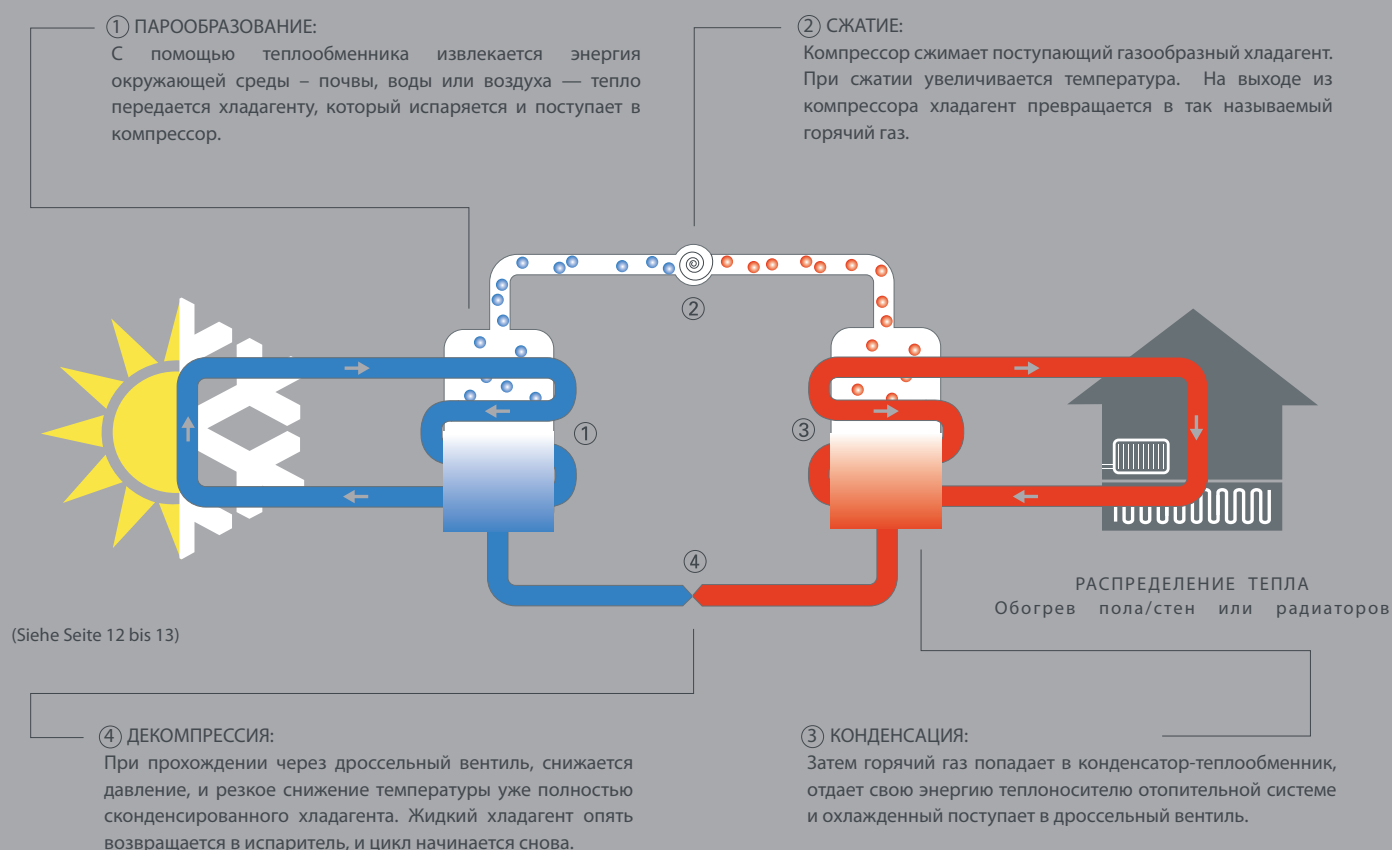 ① ПАРООБРАЗОВАНИЕ:
С помощью теплообменника извлекается энергия
окружающей среды – почвы, воды или воздуха — тепло
передается хладагенту, который испаряется и поступает в
компрессор.
② СЖАТИЕ:
Компрессор сжимает поступающий газообразный хладагент.
При сжатии увеличивается температура. На выходе из
компрессора хладагент превращается в так называемый
горячий газ.
②
①
③
④
РАСПРЕДЕЛЕНИЕ ТЕПЛА
Обогрев пола/стен или радиаторов
(Siehe Seite 12 bis 13)
④ ДЕКОМПРЕССИЯ:
При прохождении через дроссельный вентиль, снижается
давление, и резкое снижение температуры уже полностью
сконденсированного хладагента. Жидкий хладагент опять
возвращается в испаритель, и цикл начинается снова.
③ КОНДЕНСАЦИЯ:
Затем горячий газ попадает в конденсатор-теплообменник,
отдает свою энергию теплоносителю отопительной системе
и охлажденный поступает в дроссельный вентиль.